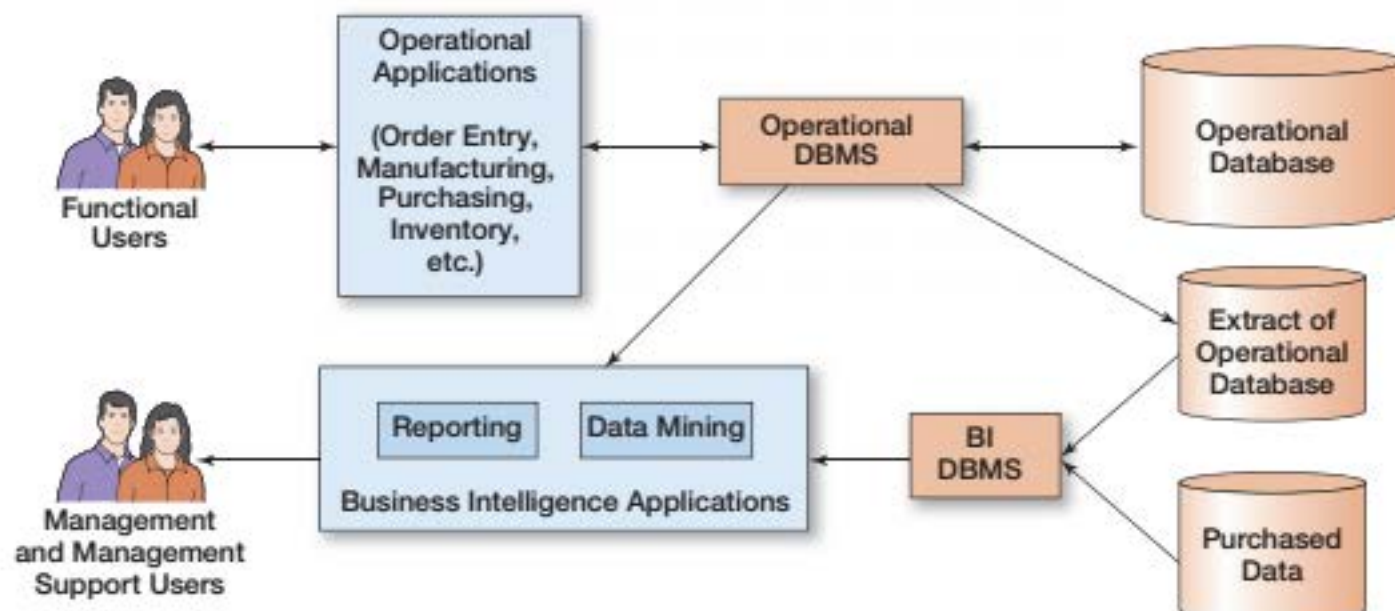 Operational
Applications
(Order Entry,
Manufacturing,
Purchasing,
Inventory,
etc.)
Functional
Users
Operational
DBMS
Operational
Database
Extract of
Operational
Database
Reporting
Data Mining
Business Intelligence Applications
BI
DBMS
Management
and Management
Support Users
Purchased
Data